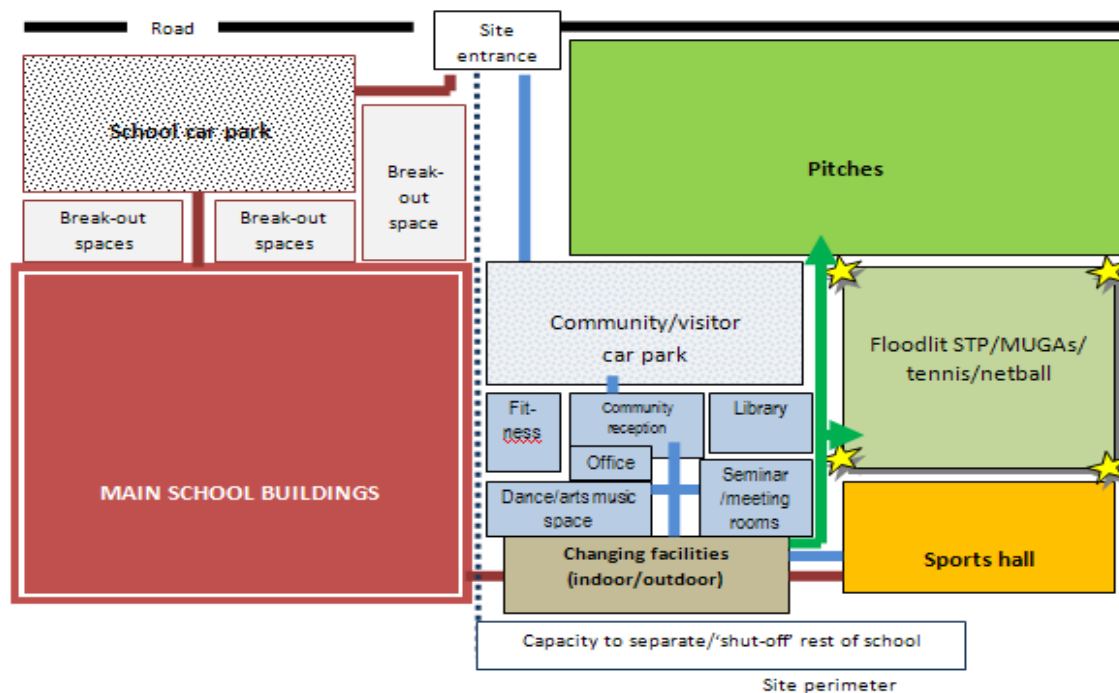 Road
Site
entrance
School car park
Break-
out
space
Pitches
Break-out
spaces
Break-out
spaces
Community/visitor
car park
Floodlit STP/MUGAs/
tennis/netball
Fit-
ness
Community
reception
Library
Office
MAIN SCHOOL BUILDINGS
Dance/arts music
space
Seminar
/meeting
rooms
Changing facilities
(indoor/outdoor)
Sports hall
Capacity to separate/‘shut-off’ rest of school
Site perimeter